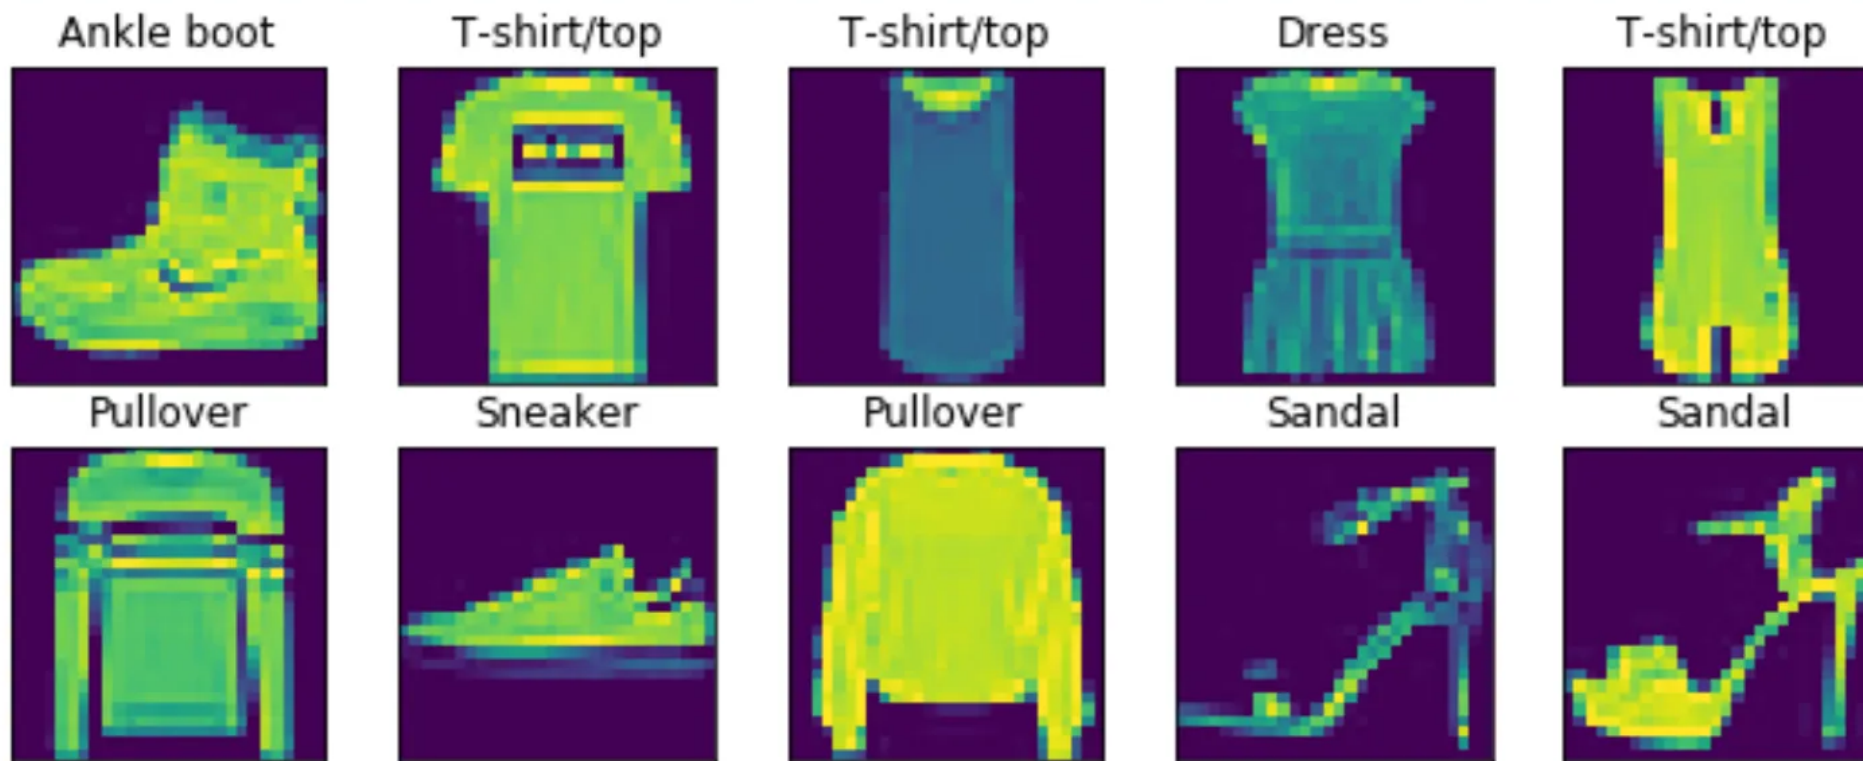 Ankle boot T-shirt/top T-shirt/top Dress T-shirt/top
Pullover Sneaker Pullover Sandal Sandal